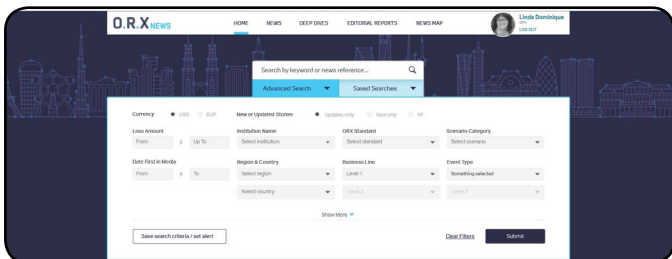 O.R.X NEWS
HOME NEWS DEEP DIVES EDITORIAL REPORTS NEWS MAP
Linda Dominique
ORX
LOG OUT
Search by keyword or news reference...
Advanced Search Saved Searches
Currency USD EUR New or Updated Stories Updates only New only All
Loss Amount Institution Name ORX Standard Scenario Category
From Up To Select institution Select standard Select scenario
Date First in Media Region & Country Business Line Event Type
From To Select region Level 1 Something selected
Select country Level 2 Level 2
Show More
Save search criteria / set alert Clear Filters Submit